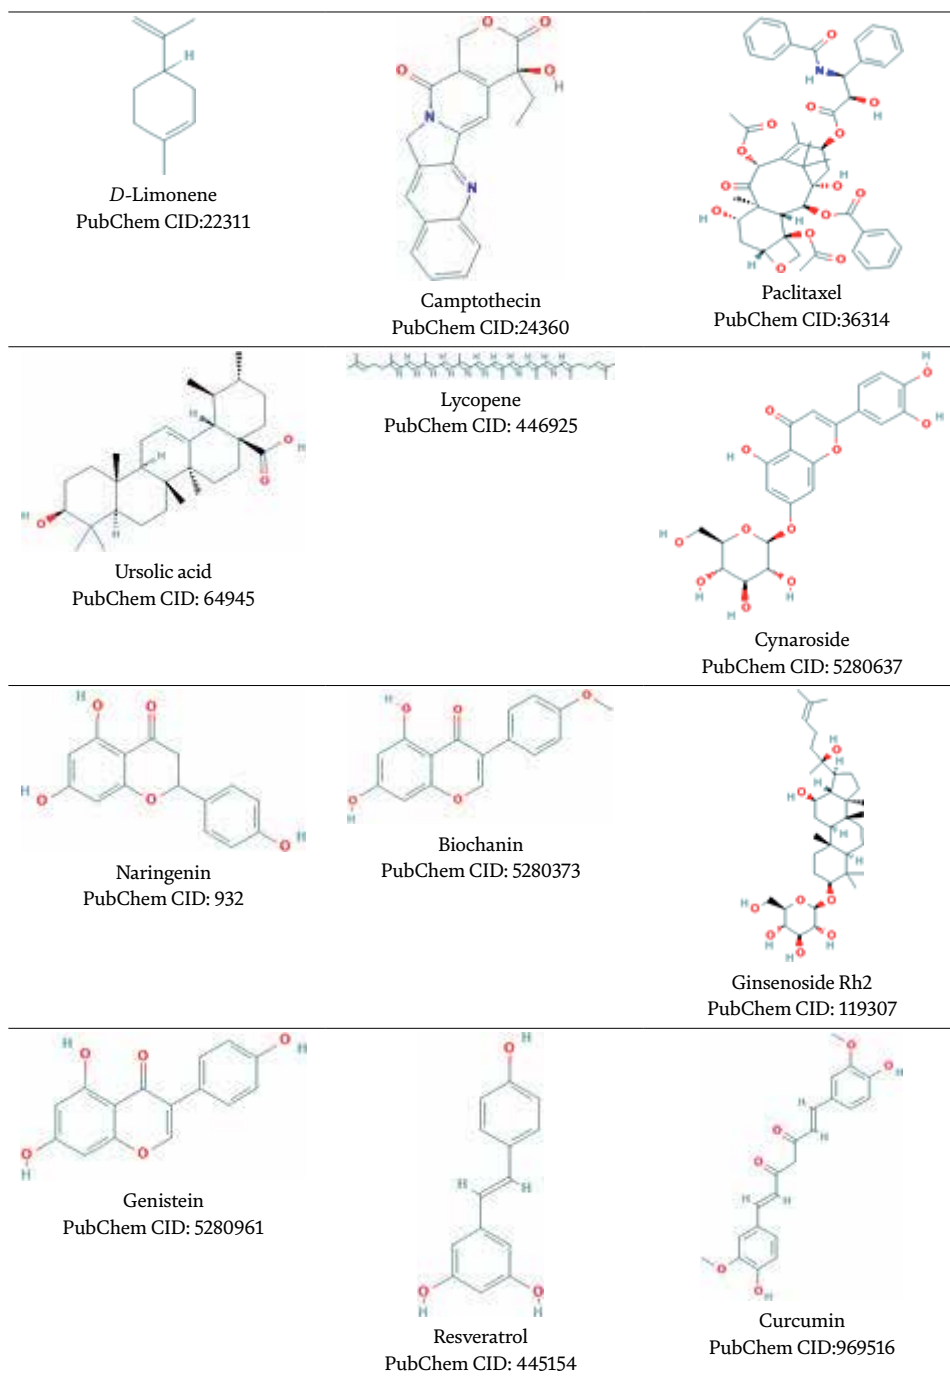 D-Limonene
PubChem CID:22311
Camptothecin
PubChem CID:24360
Paclitaxel
PubChem CID:36314
Ursolic acid
PubChem CID: 64945
Lycopene
PubChem CID: 446925
Cynaroside
PubChem CID: 5280637
Naringenin
PubChem CID: 932
Biochanin
PubChem CID: 5280373
Ginsenoside Rh2
PubChem CID: 119307
Genistein
PubChem CID: 5280961
Resveratrol
PubChem CID: 445154
Curcumin
PubChem CID:969516